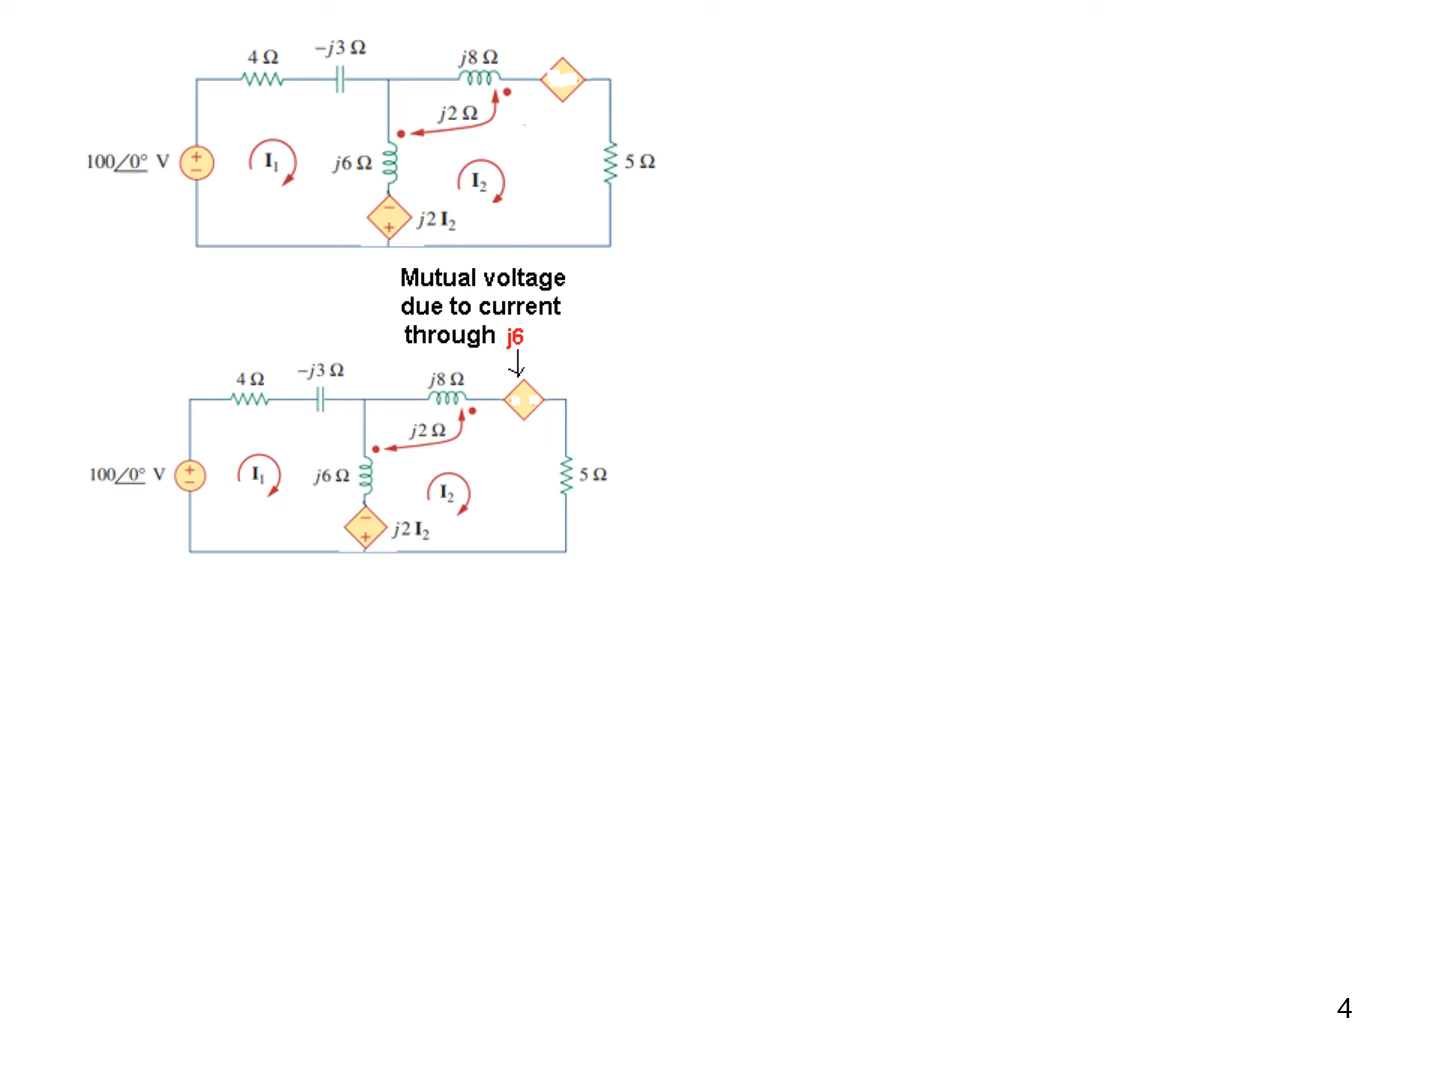 4 Ω
−j3 Ω
j8 Ω
j2 Ω
100/0° V
I₁
j6 Ω
I₂
5 Ω
j2 I₂
Mutual voltage
due to current
through j6
4 Ω
−j3 Ω
j8 Ω
j2 Ω
100/0° V
I₁
j6 Ω
I₂
5 Ω
j2 I₂
4